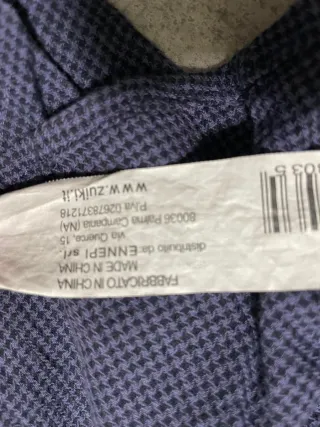 FABBRICATO IN CHINA
MADE IN CHINA
distribuito da: ENNEPI srl.
via Querce, 15
80036 Palma Campania (NA)
P.Iva 02678371218
www.zuiki.it